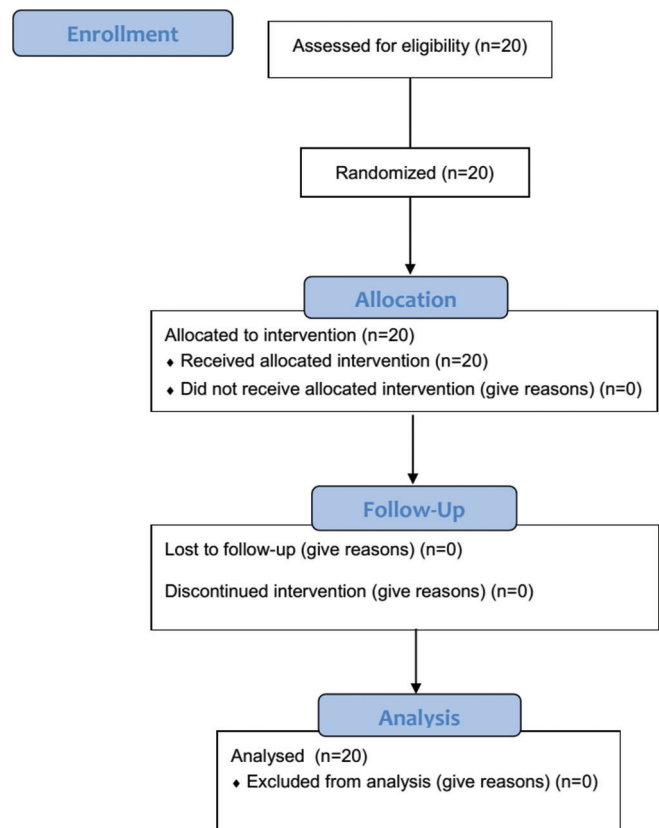 Enrollment
Assessed for eligibility (n=20)
Randomized (n=20)
Allocation
Allocated to intervention (n=20)
♦ Received allocated intervention (n=20)
♦ Did not receive allocated intervention (give reasons) (n=0)
Follow-Up
Lost to follow-up (give reasons) (n=0)
Discontinued intervention (give reasons) (n=0)
Analysis
Analysed (n=20)
♦ Excluded from analysis (give reasons) (n=0)